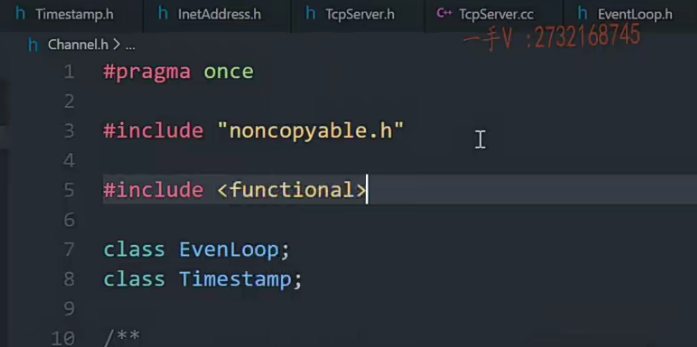 Timestamp.h InetAddress.h TcpServer.h TcpServer.cc EventLoop.h
一手V :2732168745
Channel.h > ...
1 #pragma once
2
3 #include "noncopyable.h"
4
5 #include <functional>
6
7 class EvenLoop;
8 class Timestamp;
9
10 /**